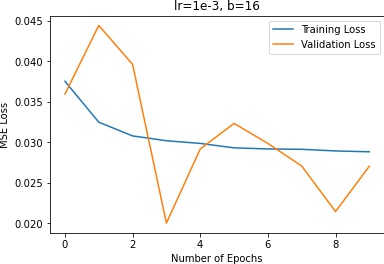 lr=1e-3, b=16
Training Loss
Validation Loss
0.045
0.040
0.035
0.030
0.025
0.020
MSE Loss
0 2 4 6 8
Number of Epochs